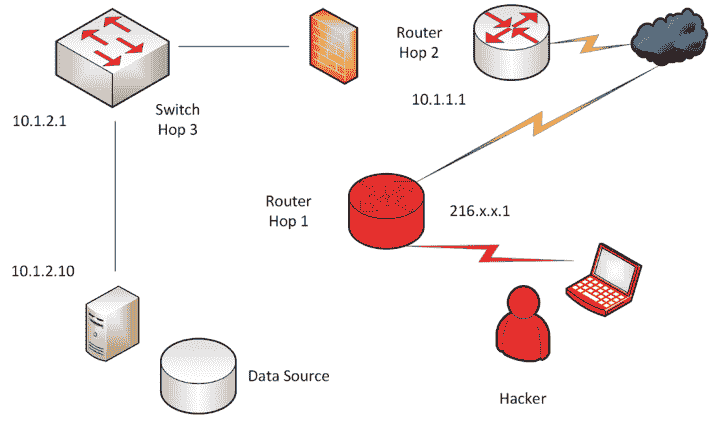 Router
Hop 2
10.1.1.1
Switch
Hop 3
10.1.2.1
Router
Hop 1
216.x.x.1
10.1.2.10
Data Source
Hacker